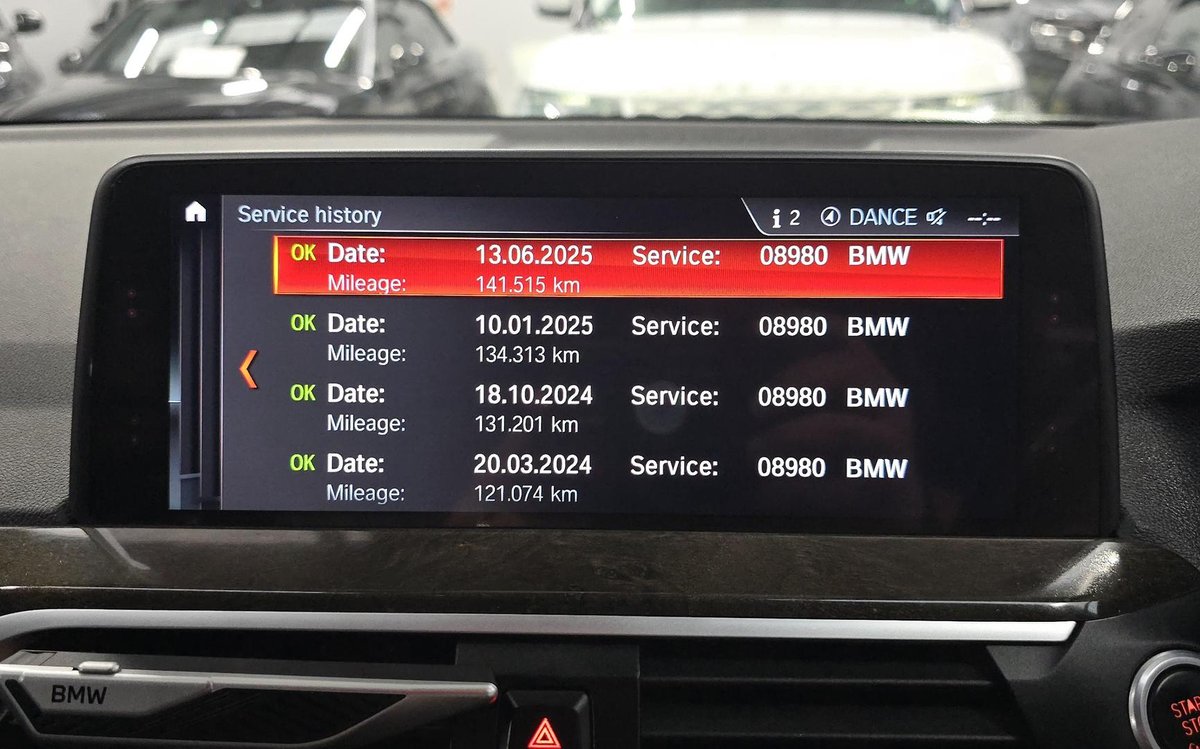 Service history i 2 DANCE --:--
OK Date: 13.06.2025 Service: 08980 BMW
Mileage: 141.515 km
OK Date: 10.01.2025 Service: 08980 BMW
Mileage: 134.313 km
OK Date: 18.10.2024 Service: 08980 BMW
Mileage: 131.201 km
OK Date: 20.03.2024 Service: 08980 BMW
Mileage: 121.074 km
BMW